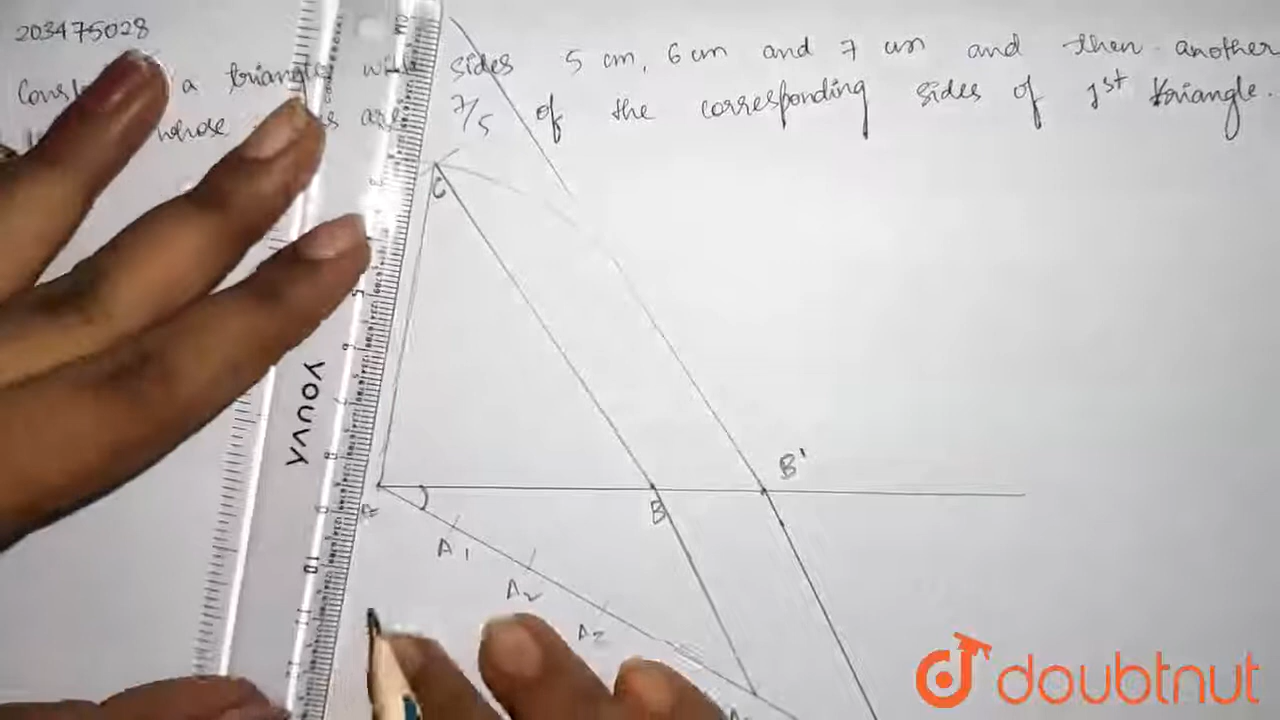 203475028
a triangle with sides 5 cm, 6 cm and 7 cm and then another
whose are 7/5 of the corresponding sides of 1st triangle.
C
YOUVA
B'
B
A1
A2
A3
doubtnut